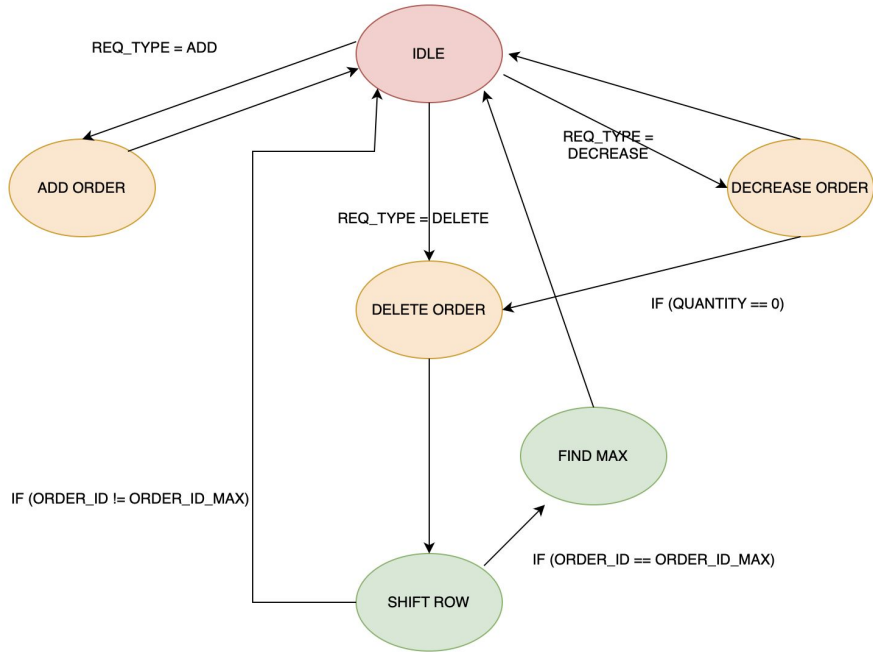 IDLE
REQ_TYPE = ADD
REQ_TYPE =
DECREASE
ADD ORDER
DECREASE ORDER
REQ_TYPE = DELETE
DELETE ORDER
IF (QUANTITY == 0)
FIND MAX
IF (ORDER_ID != ORDER_ID_MAX)
IF (ORDER_ID == ORDER_ID_MAX)
SHIFT ROW